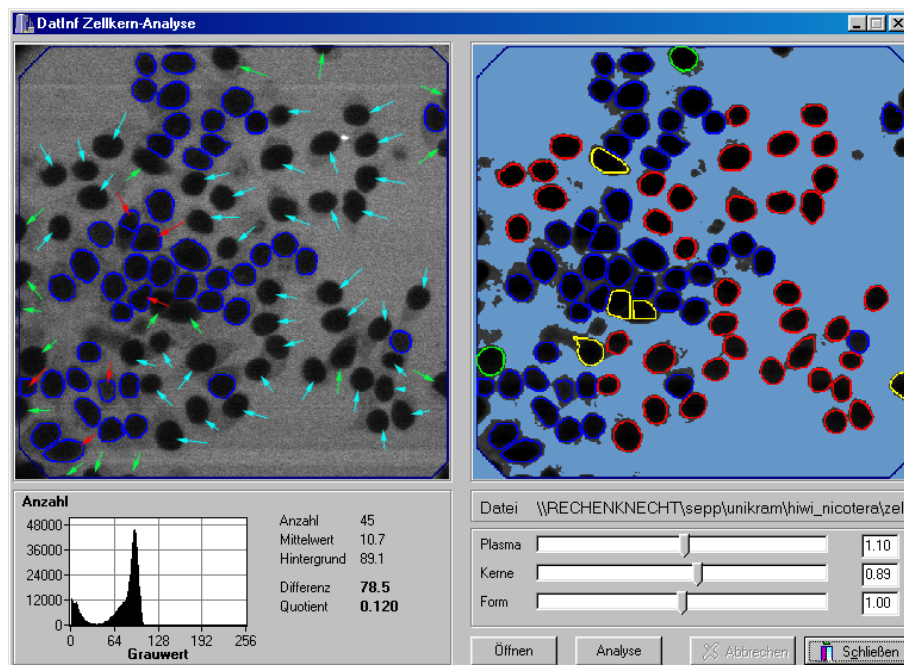 DatInf Zellkern-Analyse
Anzahl
48000
36000
24000
12000
0
0 64 128 192 256
Grauwert
Anzahl 45
Mittelwert 10.7
Hintergrund 89.1
Differenz 78.5
Quotient 0.120
Datei \\RECHENKNECHT\sepp\unikram\hiwi_nicotera\zel
Plasma 1.10
Kerne 0.89
Form 1.00
Öffnen Analyse Abbrechen Schließen